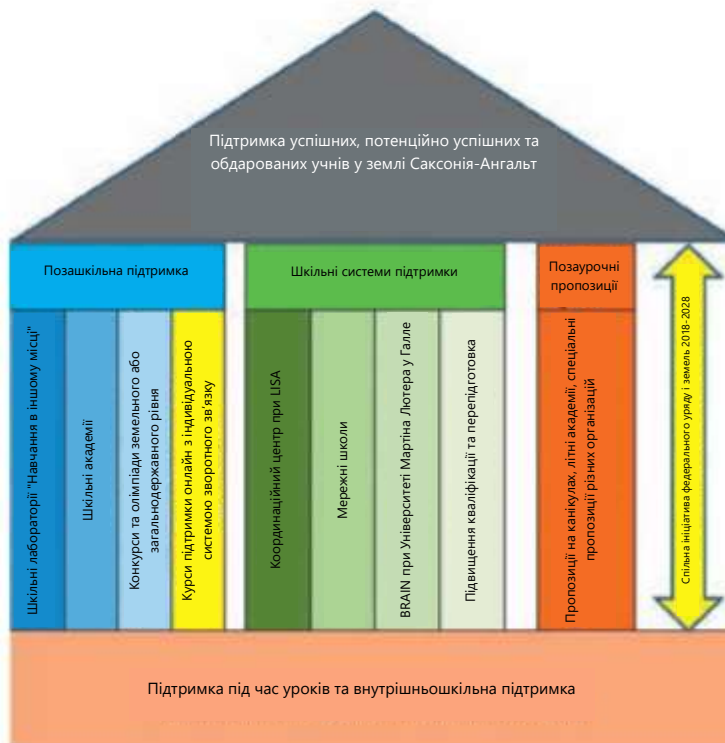 Підтримка успішних, потенційно успішних та
обдарованих учнів у землі Саксонія-Ангальт
Позашкільна підтримка
Шкільні системи підтримки
Позаурочні
пропозиції
Шкільні лабораторії "Навчання в іншому місці"
Шкільні академії
Конкурси та олімпіади земельного або
загальнодержавного рівня
Курси підтримки онлайн з індивідуальною
системою зворотного зв'язку
Координаційний центр при LISA
Мережні школи
BRAIN при Університеті Мартіна Лютера у Галле
Підвищення кваліфікації та перепідготовка
Пропозиції на канікулах, літні академії, спеціальні
пропозиції різних організацій
Спільна ініціатива федерального уряду і земель 2018-2028
Підтримка під час уроків та внутрішньошкільна підтримка